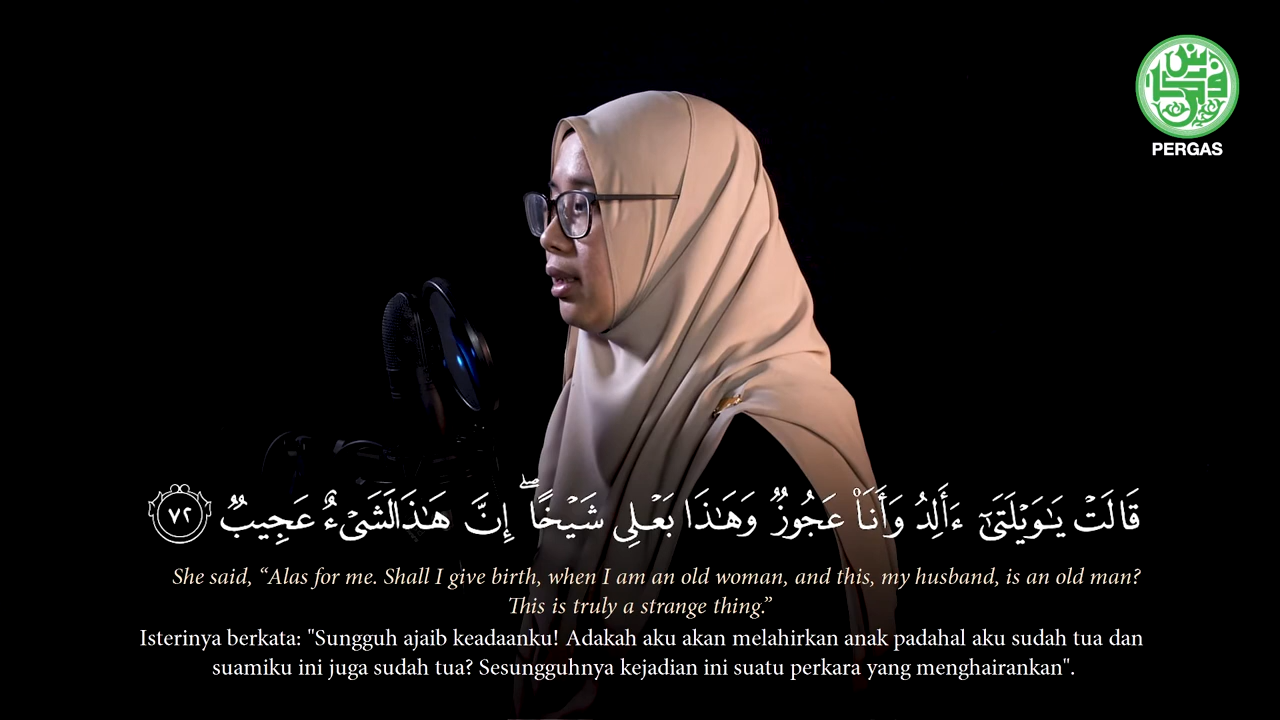 PERGAS
قَالَتْ يَٰوَيْلَتَىٰٓ ءَأَلِدُ وَأَنَا۠ عَجُوزٌ وَهَٰذَا بَعْلِى شَيْخًا ۖ إِنَّ هَٰذَا لَشَىْءٌ عَجِيبٌ ٧٢
She said, “Alas for me. Shall I give birth, when I am an old woman, and this, my husband, is an old man?
This is truly a strange thing.”
Isterinya berkata: "Sungguh ajaib keadaanku! Adakah aku akan melahirkan anak padahal aku sudah tua dan
suamiku ini juga sudah tua? Sesungguhnya kejadian ini suatu perkara yang menghairankan".